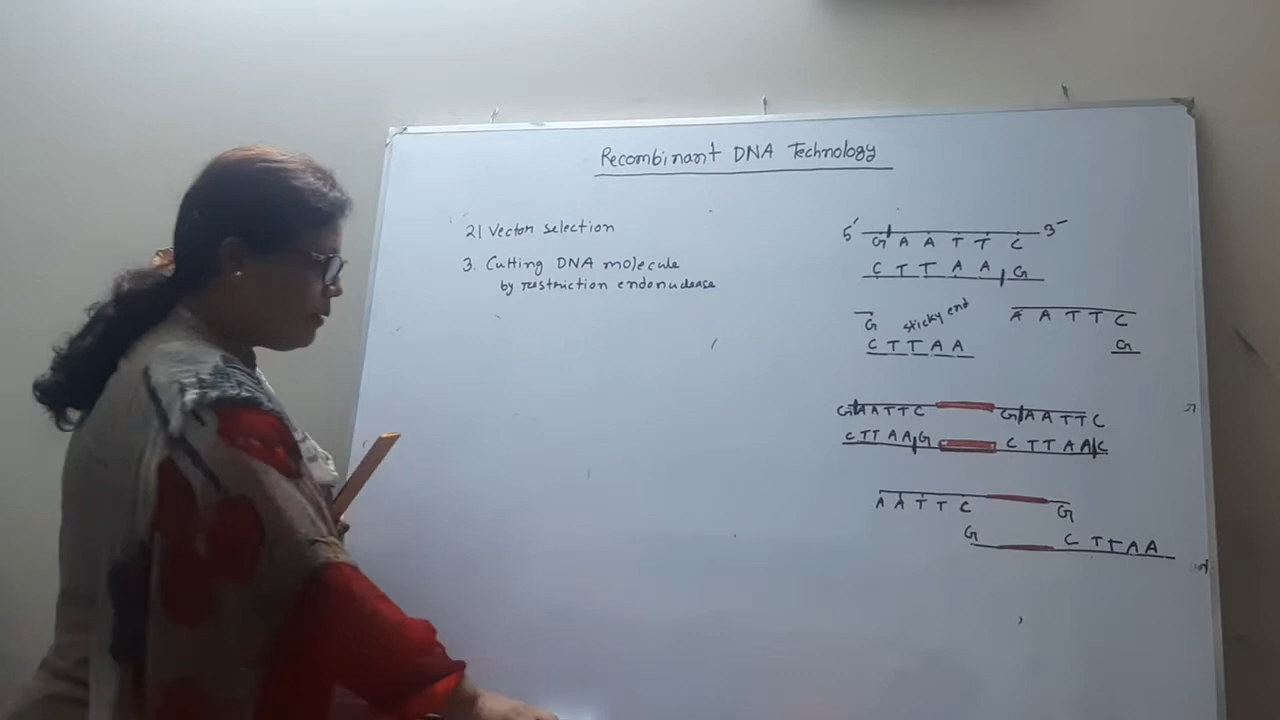 Recombinant DNA Technology
2| Vector selection
3. Cutting DNA molecule
by restriction endonuclease
5' 3'
G A A T T C
C T T A A G
G sticky end A A T T C
C T T A A G
G A A T T C G A A T T C
C T T A A G C T T A A C
A A T T C G
G C T T A A